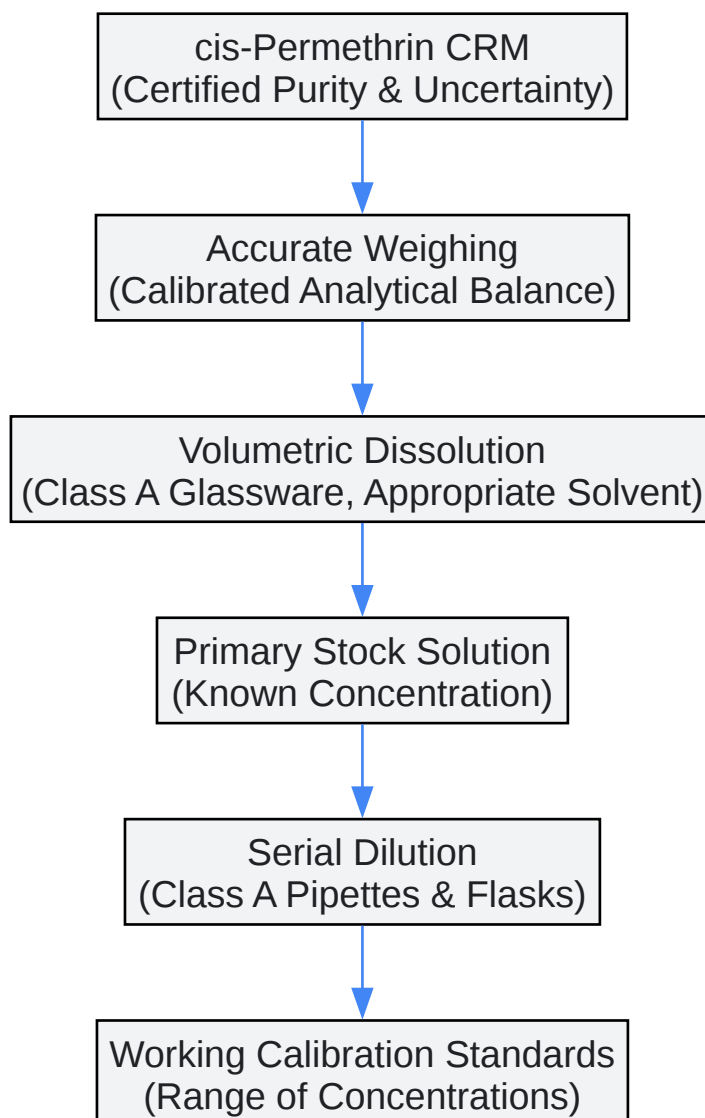 cis-Permethrin CRM
(Certified Purity & Uncertainty)
Accurate Weighing
(Calibrated Analytical Balance)
Volumetric Dissolution
(Class A Glassware, Appropriate Solvent)
Primary Stock Solution
(Known Concentration)
Serial Dilution
(Class A Pipettes & Flasks)
Working Calibration Standards
(Range of Concentrations)